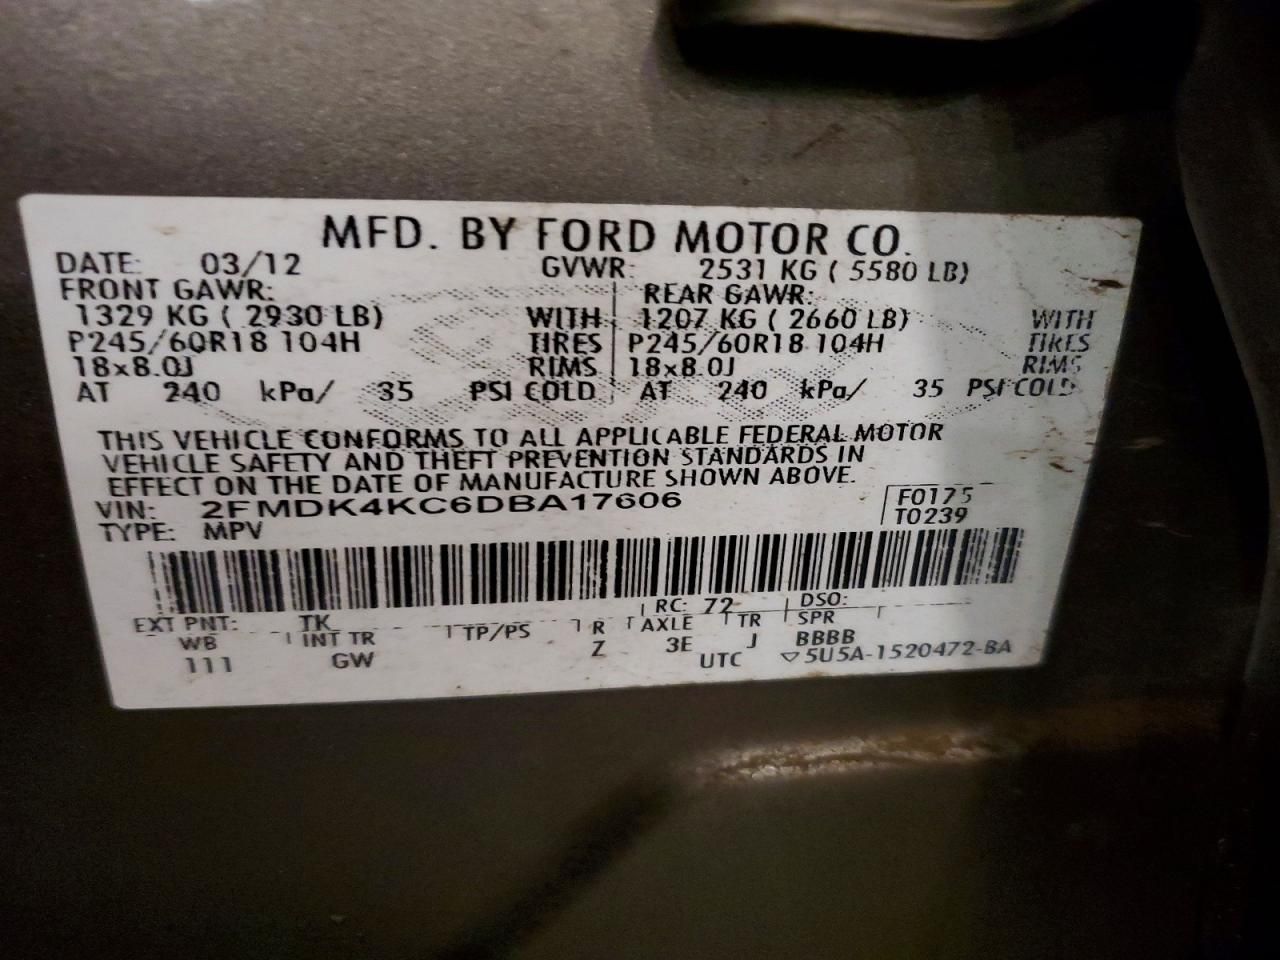 MFD. BY FORD MOTOR CO.
DATE: 03/12 GVWR: 2531 KG ( 5580 LB)
FRONT GAWR: REAR GAWR:
1329 KG ( 2930 LB) WITH 1207 KG ( 2660 LB) WITH
P245/60R18 104H TIRES P245/60R18 104H TIRES
18x8.0J RIMS 18x8.0J RIMS
AT 240 kPa/ 35 PSI COLD AT 240 kPa/ 35 PSI COLD
THIS VEHICLE CONFORMS TO ALL APPLICABLE FEDERAL MOTOR
VEHICLE SAFETY AND THEFT PREVENTION STANDARDS IN
EFFECT ON THE DATE OF MANUFACTURE SHOWN ABOVE.
VIN: 2FMDK4KC6DBA17606 F0175
TYPE: MPV T0239
EXT PNT: TK RC: 72 DSO:
WB INT TR TP/PS R AXLE TR SPR
111 GW Z 3E J BBBB
UTC ▽5U5A-1520472-BA